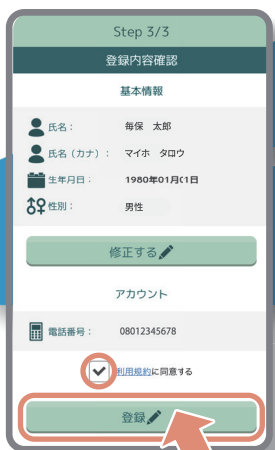 Step 3/3
登録内容確認
基本情報
氏名： 毎保 太郎
氏名（カナ）： マイホ タロウ
生年月日： 1980年01月01日
性別： 男性
修正する
アカウント
電話番号： 08012345678
利用規約に同意する
登録